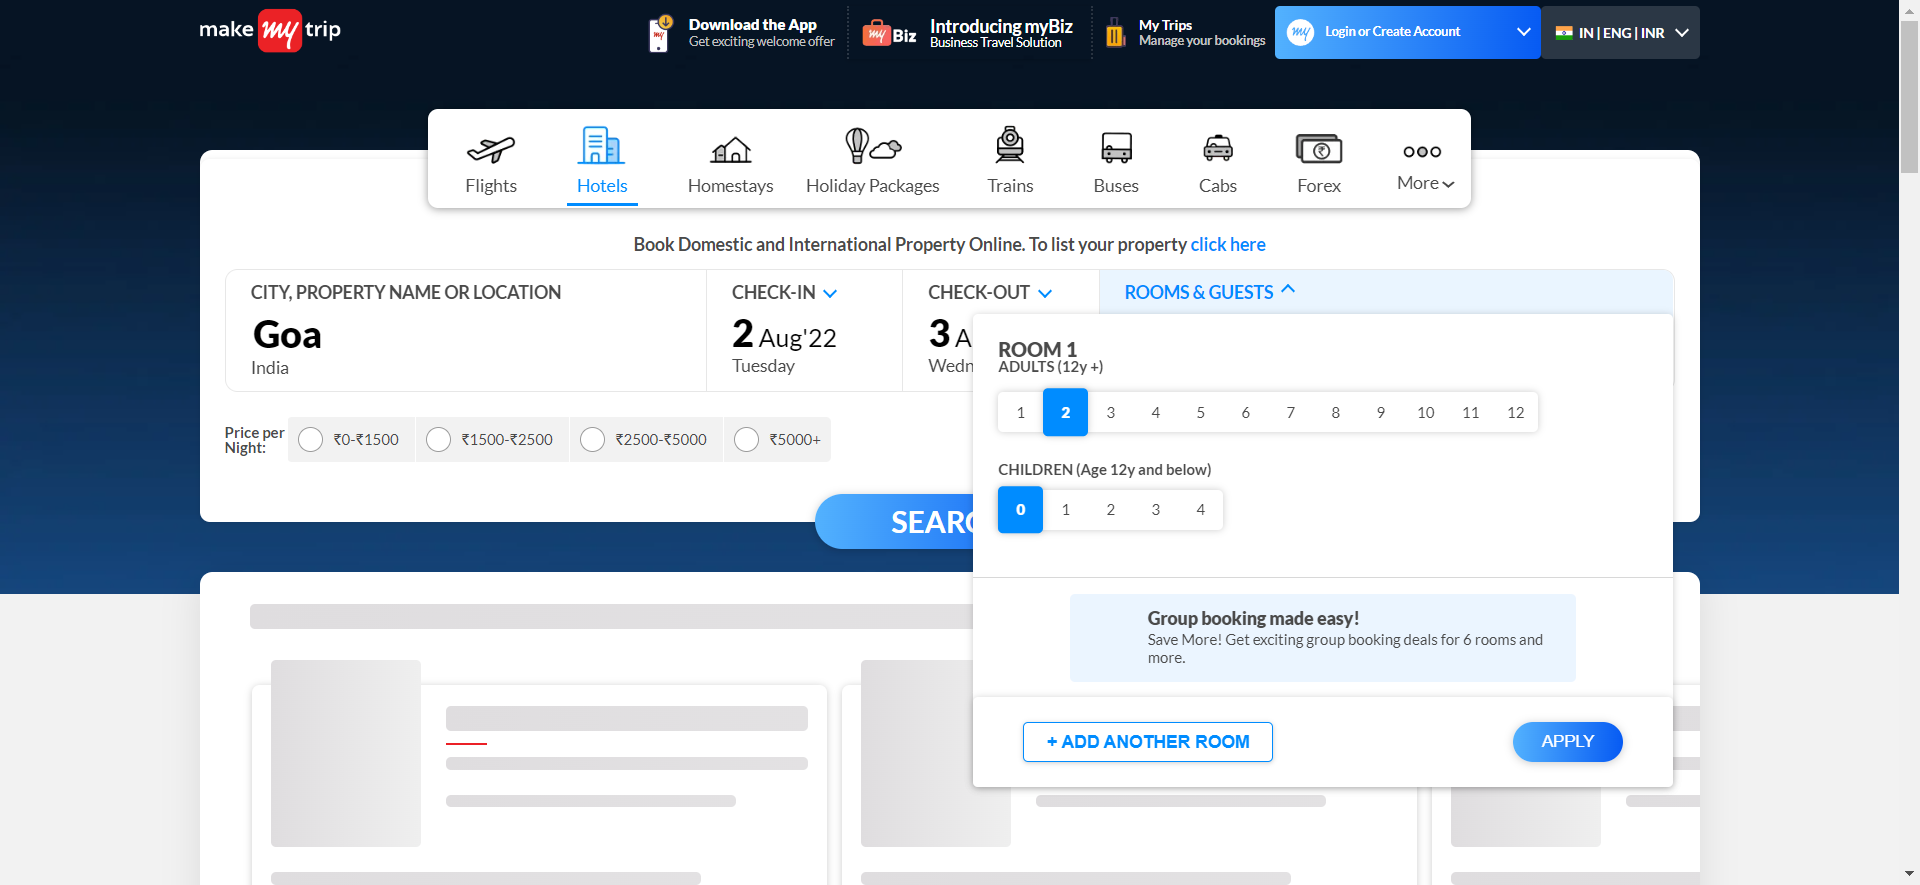 make my trip
Download the App
Get exciting welcome offer
my Biz
Introducing myBiz
Business Travel Solution
My Trips
Manage your bookings
my
Login or Create Account
IN | ENG | INR
Flights
Hotels
Homestays
Holiday Packages
Trains
Buses
Cabs
Forex
More
Book Domestic and International Property Online. To list your property click here
CITY, PROPERTY NAME OR LOCATION
Goa
India
CHECK-IN
2 Aug'22
Tuesday
CHECK-OUT
3 A
Wedn
ROOMS & GUESTS
ROOM 1
ADULTS (12y +)
1 2 3 4 5 6 7 8 9 10 11 12
CHILDREN (Age 12y and below)
0 1 2 3 4
Price per
Night:
₹0-₹1500
₹1500-₹2500
₹2500-₹5000
₹5000+
SEARC
Group booking made easy!
Save More! Get exciting group booking deals for 6 rooms and
more.
+ ADD ANOTHER ROOM
APPLY